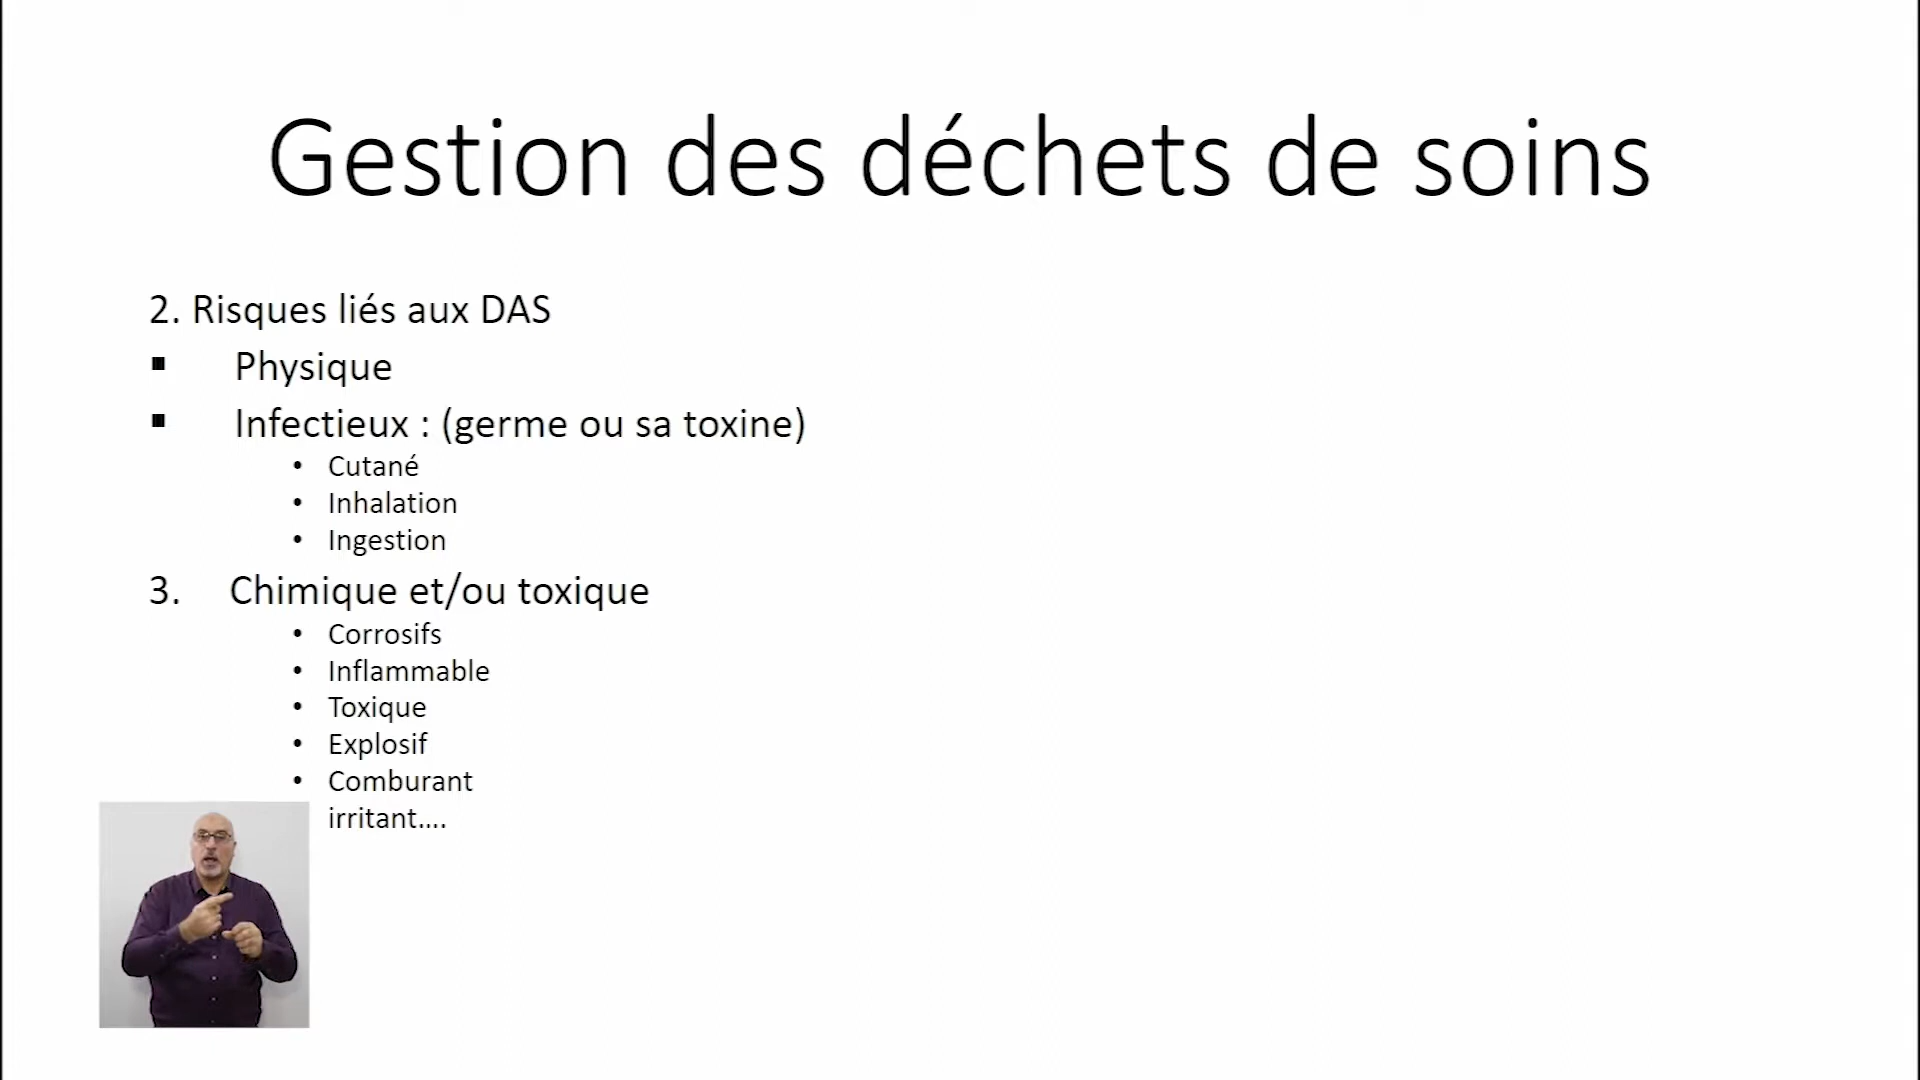 Gestion des déchets de soins
2. Risques liés aux DAS
▪ Physique
▪ Infectieux : (germe ou sa toxine)
• Cutané
• Inhalation
• Ingestion
3. Chimique et/ou toxique
• Corrosifs
• Inflammable
• Toxique
• Explosif
• Comburant
irritant....